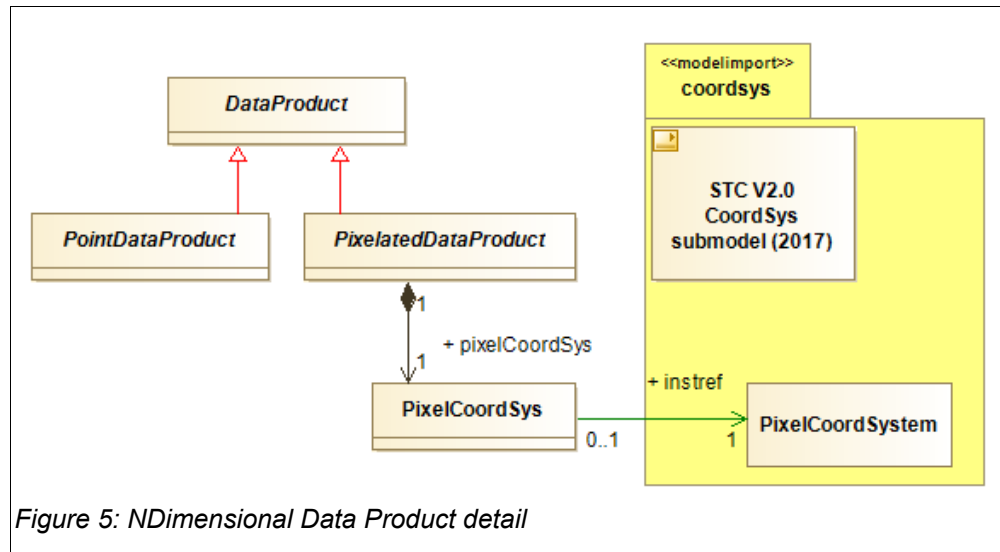 <<modelimport>>
coordsys
DataProduct
STC V2.0
CoordSys
submodel (2017)
PointDataProduct
PixelatedDataProduct
1
+ pixelCoordSys
1
+ instref
PixelCoordSys
PixelCoordSystem
0..1
1
Figure 5: NDimensional Data Product detail